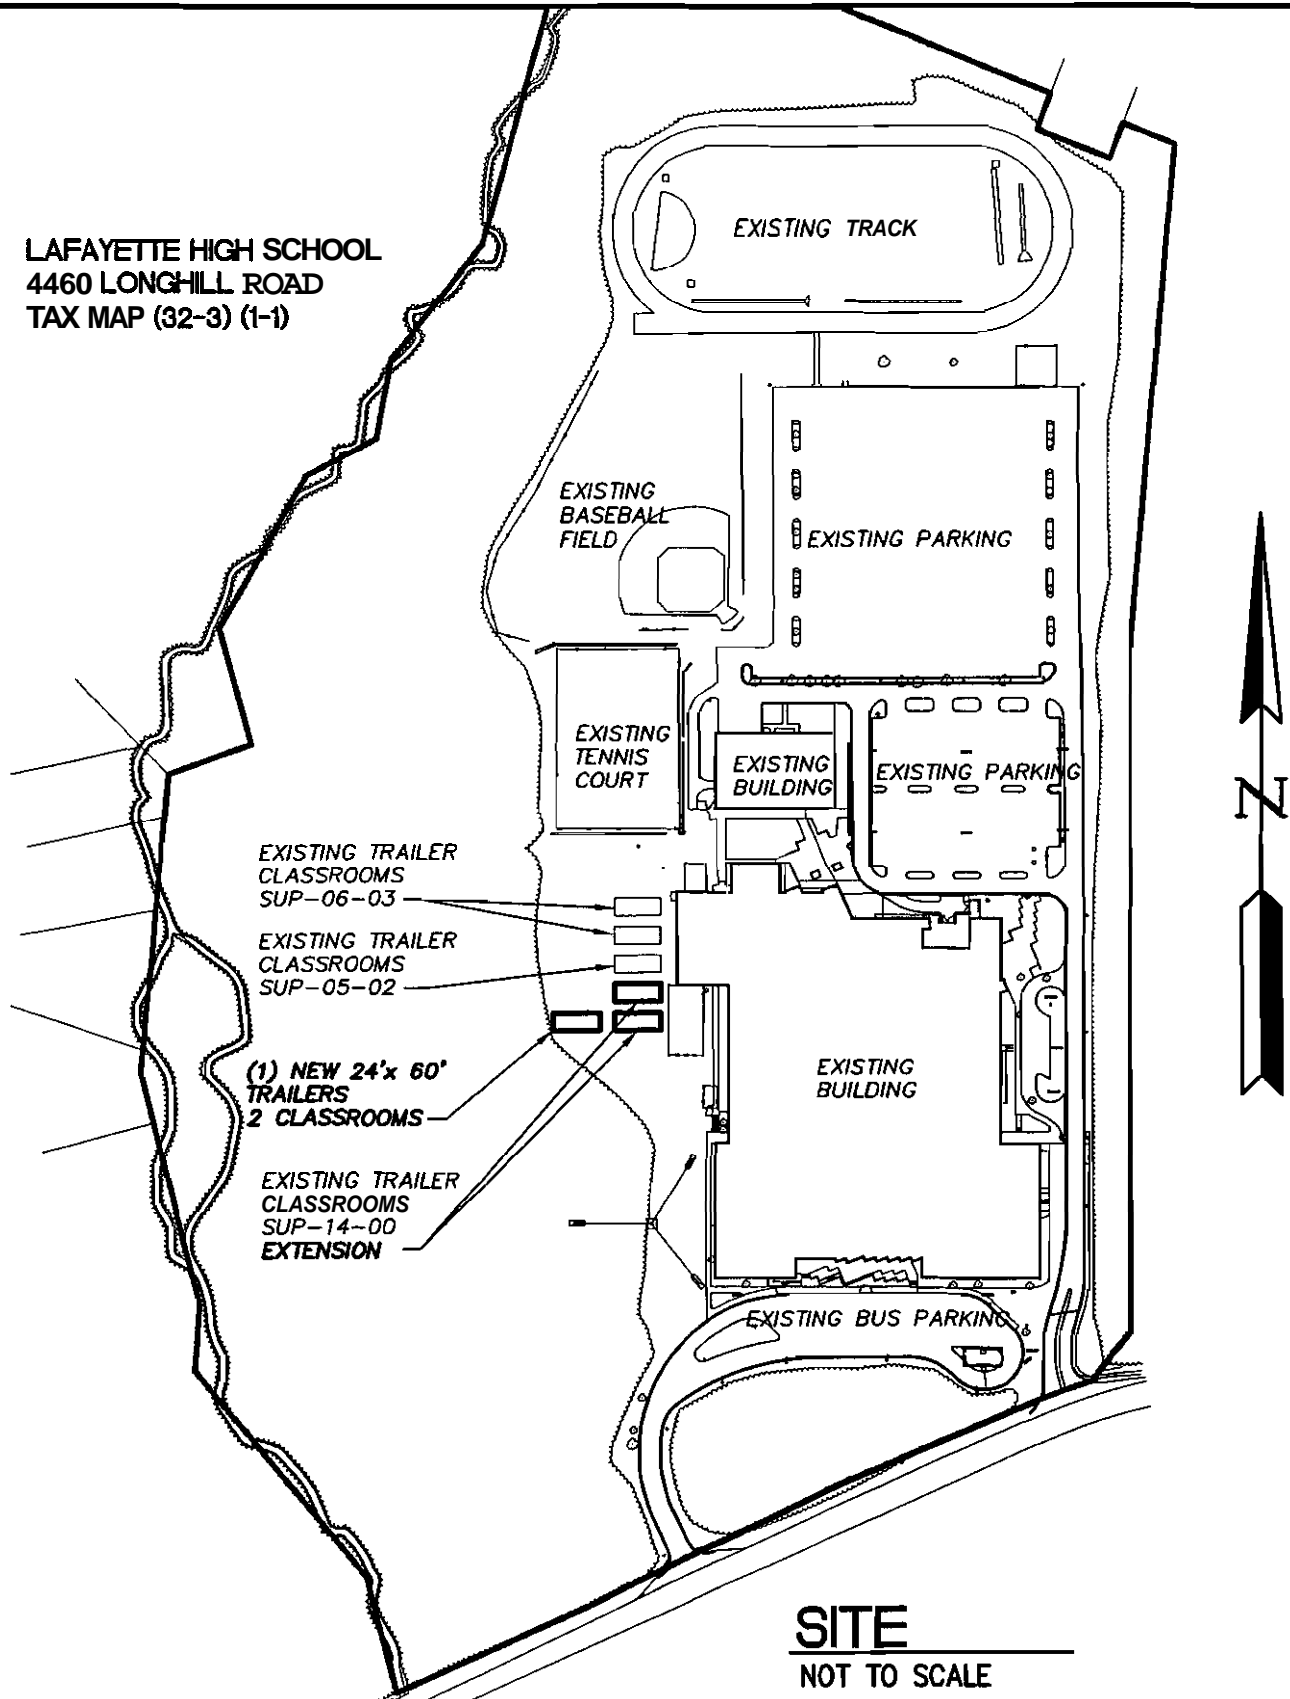 LAFAYETTE HIGH SCHOOL
4460 LONGHILL ROAD
TAX MAP (32-3) (1-1)
EXISTING TRACK
EXISTING
BASEBALL
FIELD
EXISTING PARKING
EXISTING
TENNIS
COURT
EXISTING
BUILDING
EXISTING PARKING
N
EXISTING TRAILER
CLASSROOMS
SUP-06-03
EXISTING TRAILER
CLASSROOMS
SUP-05-02
(1) NEW 24'x 60'
TRAILERS
2 CLASSROOMS
EXISTING
BUILDING
EXISTING TRAILER
CLASSROOMS
SUP-14-00
EXTENSION
EXISTING BUS PARKING
SITE
NOT TO SCALE